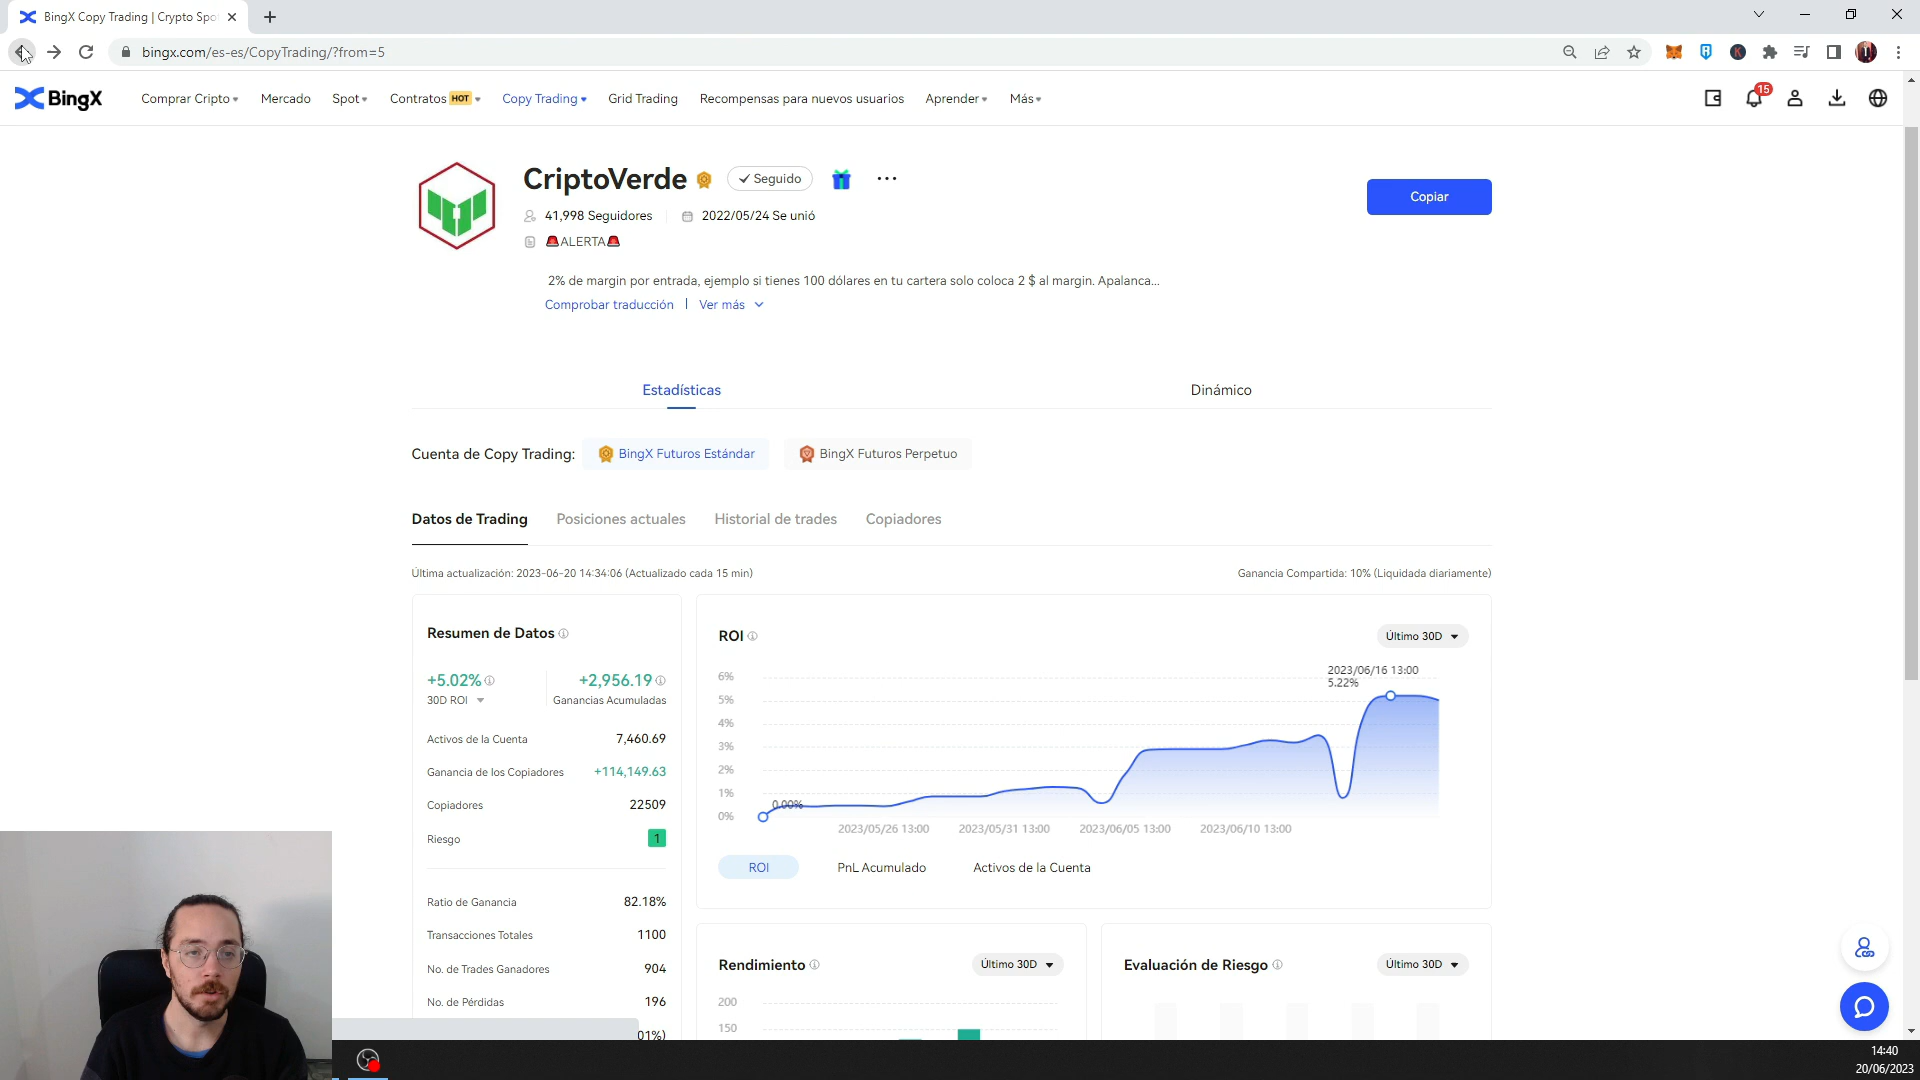 BingX Copy Trading | Crypto Spo
bingx.com/es-es/CopyTrading/?from=5
BingX
Comprar Cripto
Mercado
Spot
Contratos HOT
Copy Trading
Grid Trading
Recompensas para nuevos usuarios
Aprender
Más
15
CriptoVerde
Seguido
Copiar
41,998 Seguidores
2022/05/24 Se unió
🚨ALERTA🚨
2% de margin por entrada, ejemplo si tienes 100 dólares en tu cartera solo coloca 2 $ al margin. Apalanca...
Comprobar traducción | Ver más
Estadísticas
Dinámico
Cuenta de Copy Trading:
BingX Futuros Estándar
BingX Futuros Perpetuo
Datos de Trading
Posiciones actuales
Historial de trades
Copiadores
Última actualización: 2023-06-20 14:34:06 (Actualizado cada 15 min)
Ganancia Compartida: 10% (Liquidada diariamente)
Resumen de Datos
+5.02%
+2,956.19
30D ROI
Ganancias Acumuladas
Activos de la Cuenta 7,460.69
Ganancia de los Copiadores +114,149.63
Copiadores 22509
Riesgo 1
Ratio de Ganancia 82.18%
Transacciones Totales 1100
No. de Trades Ganadores 904
No. de Pérdidas 196
01%)
ROI
Último 30D
2023/06/16 13:00
5.22%
6%
5%
4%
3%
2%
1%
0%
0.00%
2023/05/26 13:00
2023/05/31 13:00
2023/06/05 13:00
2023/06/10 13:00
ROI
PnL Acumulado
Activos de la Cuenta
Rendimiento
Último 30D
200
150
Evaluación de Riesgo
Último 30D
14:40
20/06/2023